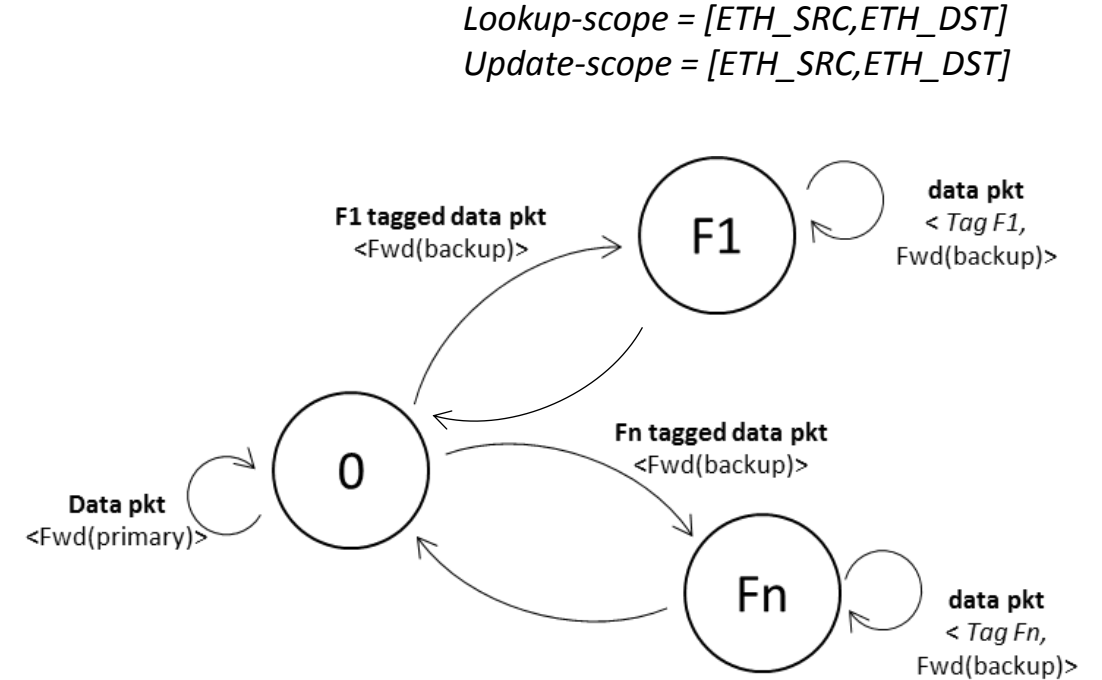 Lookup-scope = [ETH_SRC,ETH_DST]
Update-scope = [ETH_SRC,ETH_DST]
F1 tagged data pkt
<Fwd(backup)>
F1
data pkt
< Tag F1,
Fwd(backup)>
0
Data pkt
<Fwd(primary)>
Fn tagged data pkt
<Fwd(backup)>
Fn
data pkt
< Tag Fn,
Fwd(backup)>